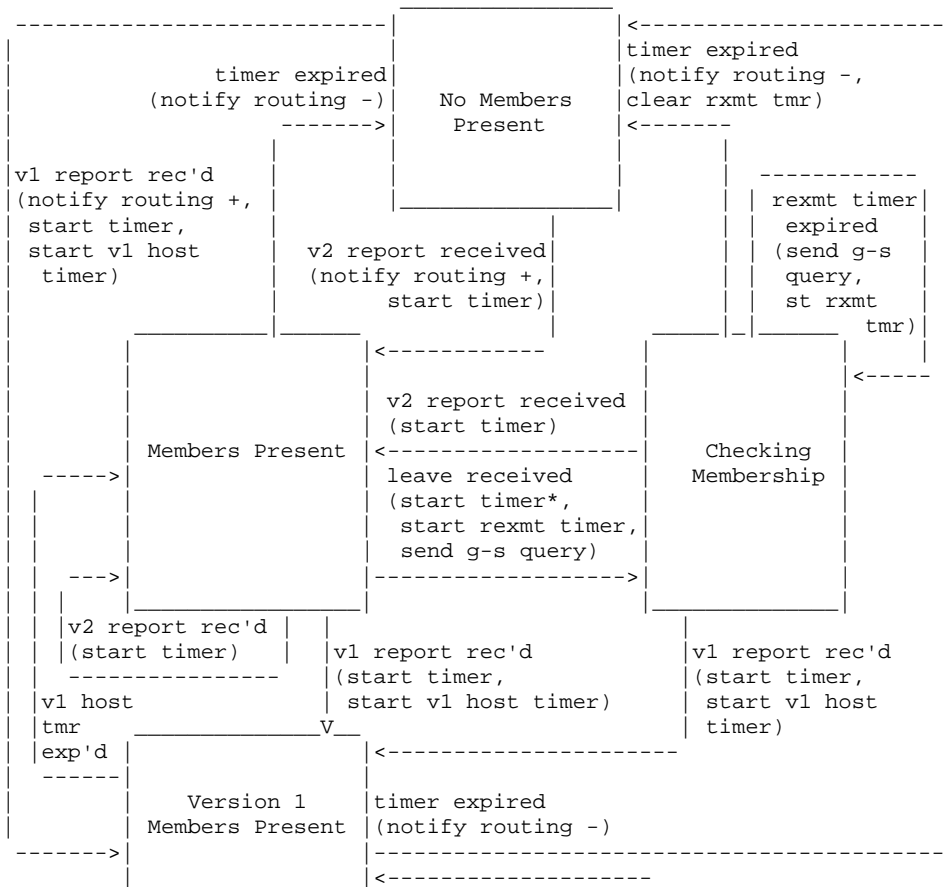 timer expired
(notify routing -,
clear rxmt tmr)
timer expired
(notify routing -)
No Members
Present
v1 report rec'd
(notify routing +,
start timer,
start v1 host
timer)
rexmt timer
expired
(send g-s
query,
st rxmt
tmr)
v2 report received
(notify routing +,
start timer)
v2 report received
(start timer)
Members Present
Checking
Membership
leave received
(start timer*,
start rexmt timer,
send g-s query)
v2 report rec'd
(start timer)
v1 report rec'd
(start timer,
start v1 host timer)
v1 report rec'd
(start timer,
start v1 host
timer)
v1 host
tmr
exp'd
V
Version 1
Members Present
timer expired
(notify routing -)